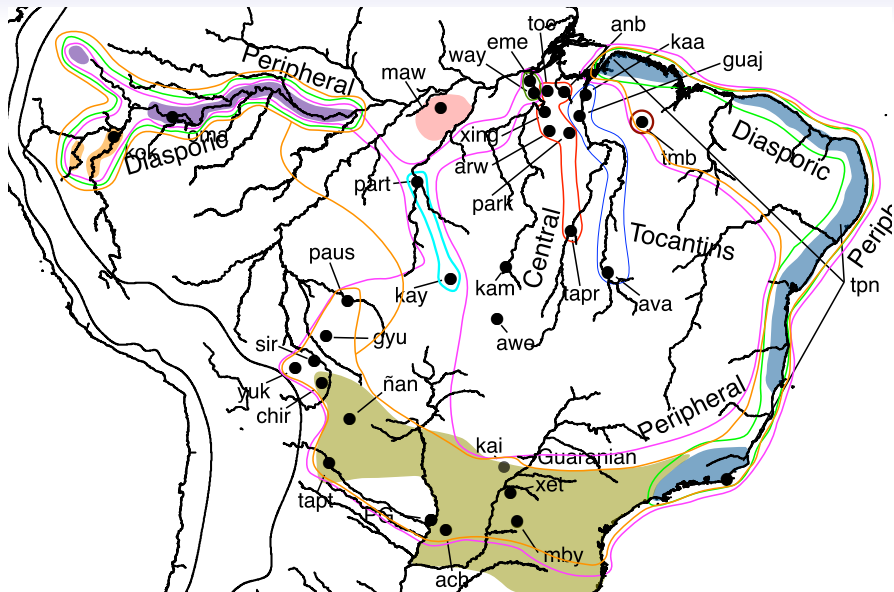 toc
anb
eme
kaa
way
guaj
Peripheral
maw
oma
kok
Diasporic
xing
Diasporic
arw
tmb
part
park
Periph
Central
Tocantins
paus
kay
kam
tapr
ava
tpn
awe
sir
gyu
yuk
ñan
chir
Peripheral
kai
Guaranian
xet
tapt
PG
mby
ach